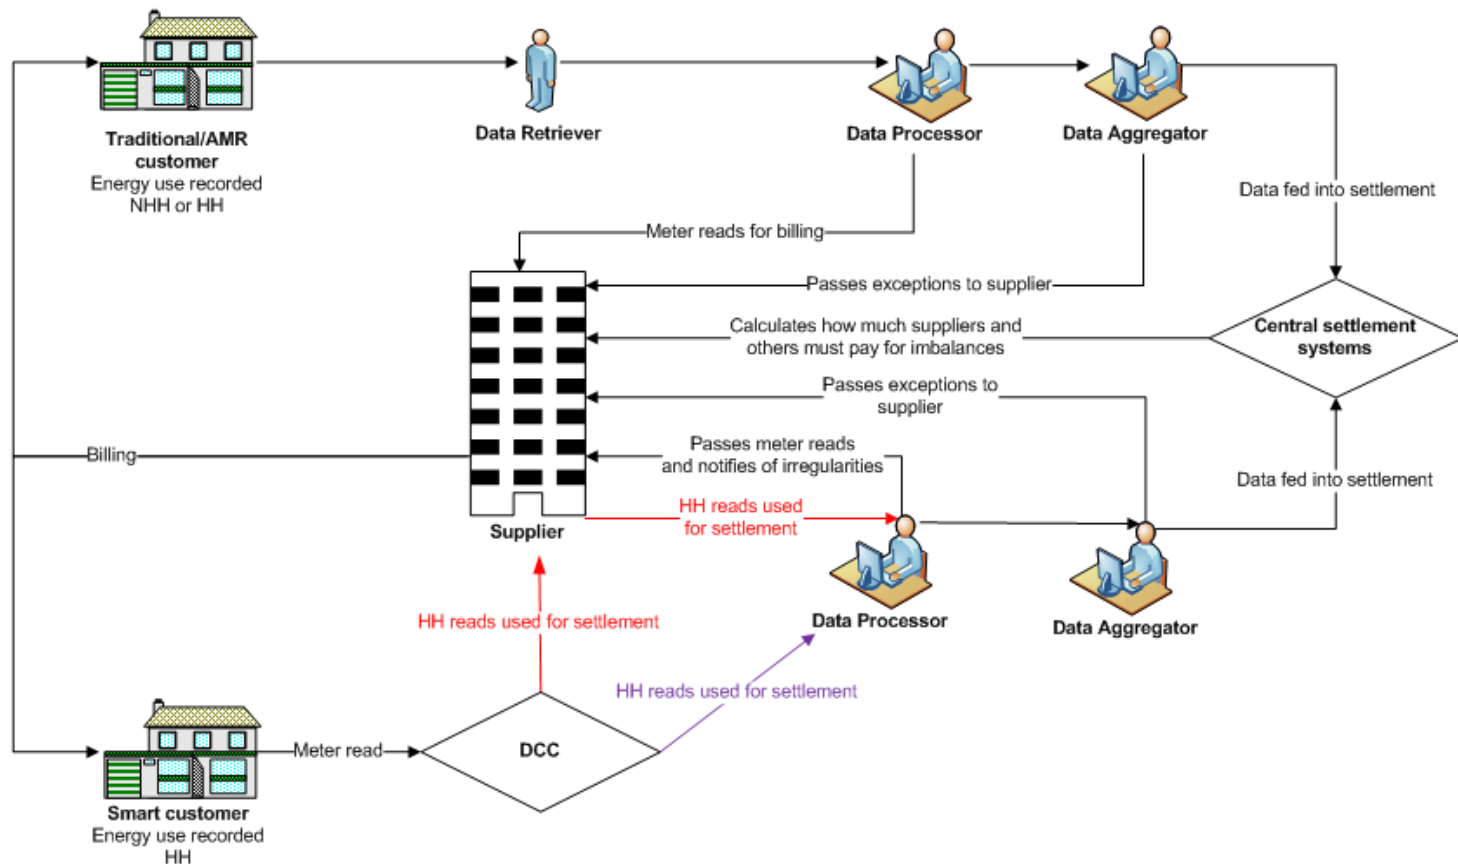 Traditional/AMR
customer
Energy use recorded
NHH or HH
Data Retriever
Data Processor
Data Aggregator
Data fed into settlement
Meter reads for billing
Passes exceptions to supplier
Calculates how much suppliers and
others must pay for imbalances
Central settlement
systems
Passes exceptions to
supplier
Billing
Passes meter reads
and notifies of irregularities
Data fed into settlement
Supplier
HH reads used
for settlement
HH reads used for settlement
Data Processor
Data Aggregator
HH reads used for settlement
Meter read
DCC
Smart customer
Energy use recorded
HH